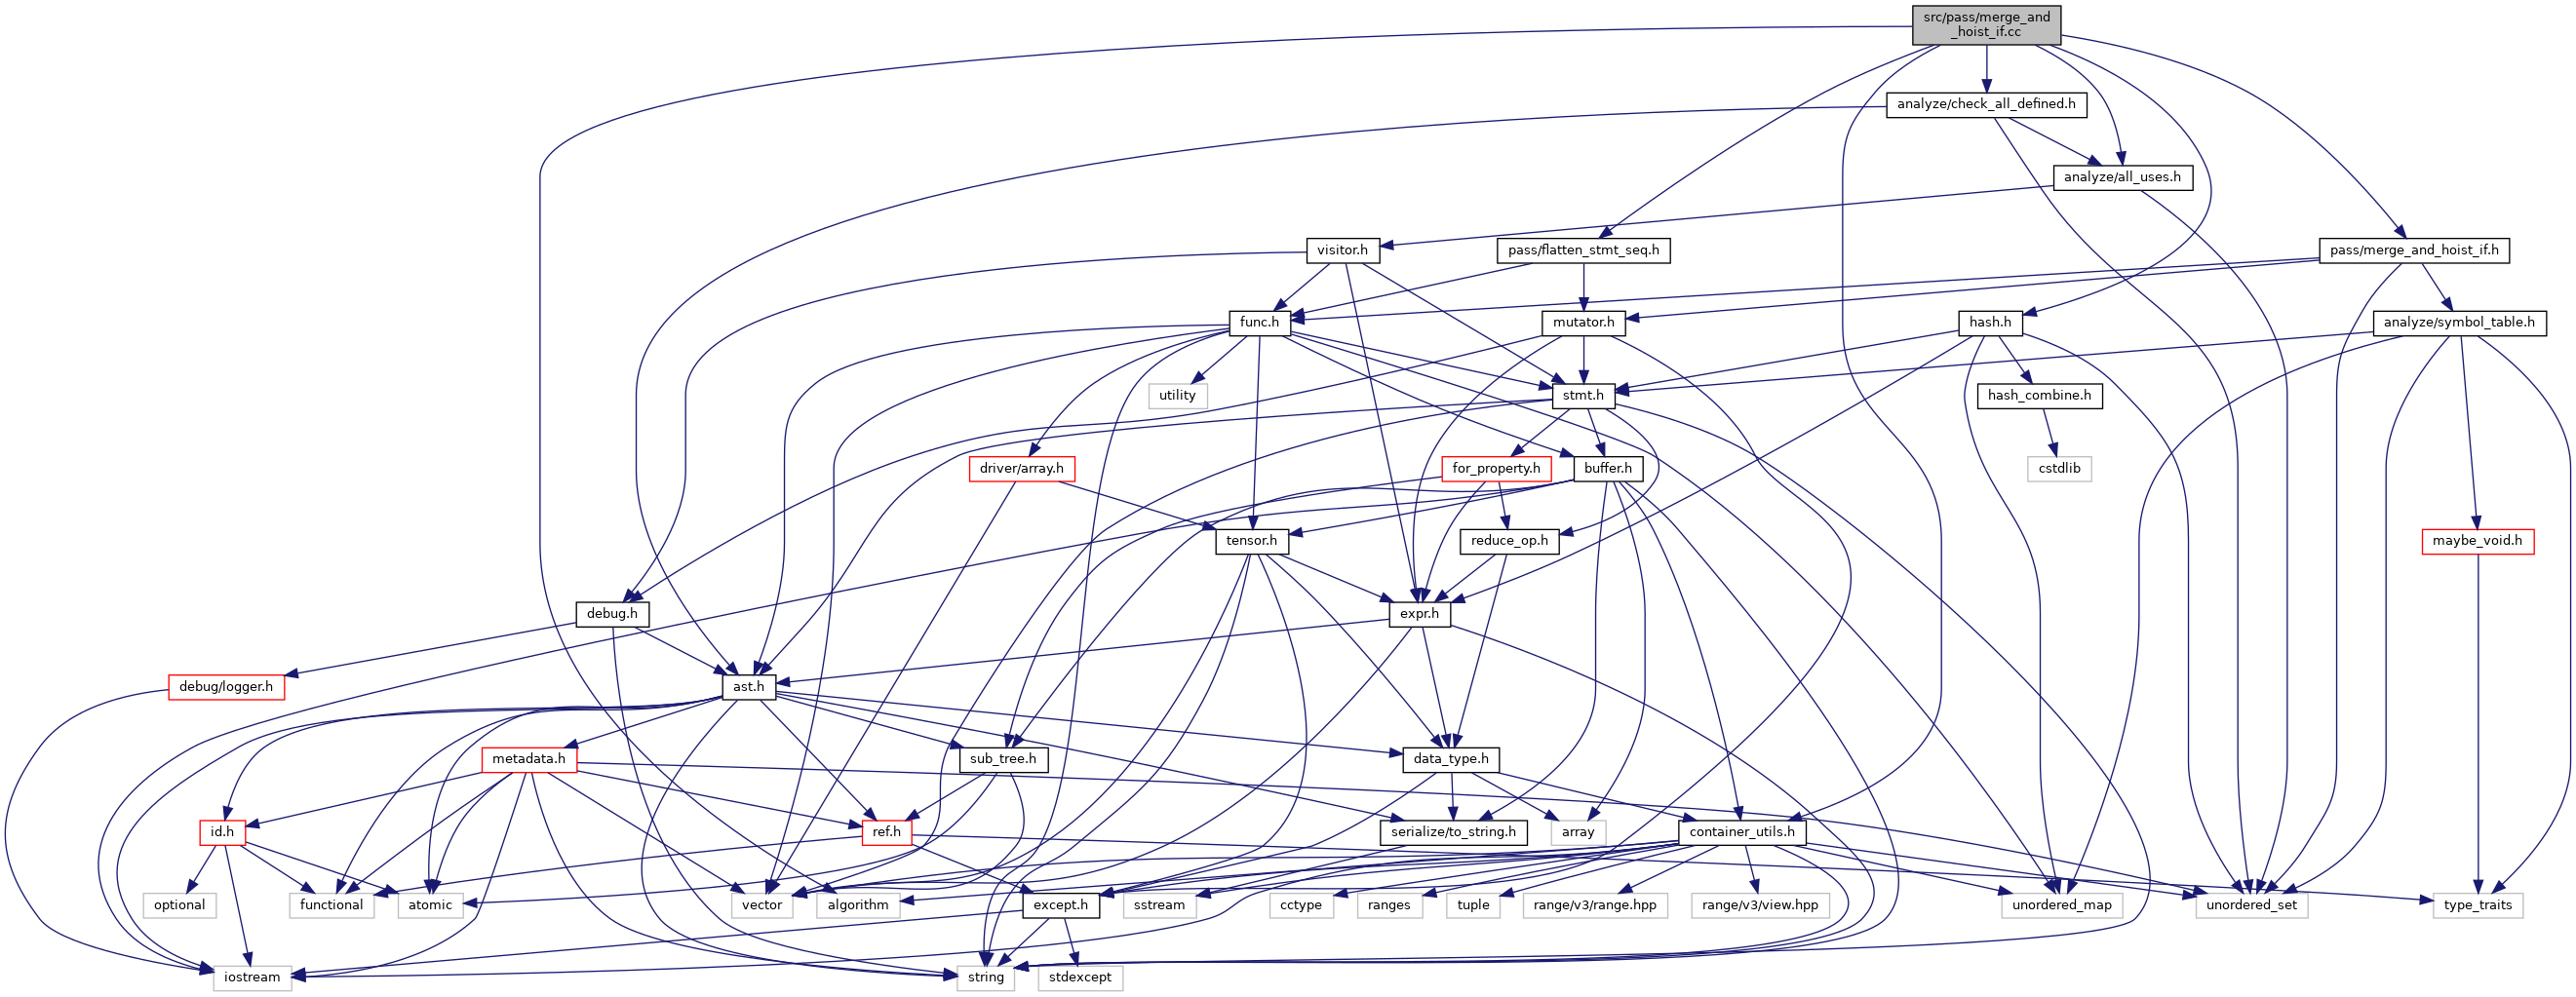 src/pass/merge_and
_hoist_if.cc
analyze/check_all_defined.h
analyze/all_uses.h
visitor.h
pass/flatten_stmt_seq.h
pass/merge_and_hoist_if.h
func.h
mutator.h
hash.h
analyze/symbol_table.h
utility
stmt.h
hash_combine.h
driver/array.h
for_property.h
buffer.h
cstdlib
tensor.h
reduce_op.h
maybe_void.h
debug.h
expr.h
debug/logger.h
ast.h
metadata.h
sub_tree.h
data_type.h
id.h
ref.h
serialize/to_string.h
array
container_utils.h
optional
functional
atomic
vector
algorithm
except.h
sstream
cctype
ranges
tuple
range/v3/range.hpp
range/v3/view.hpp
unordered_map
unordered_set
type_traits
iostream
string
stdexcept